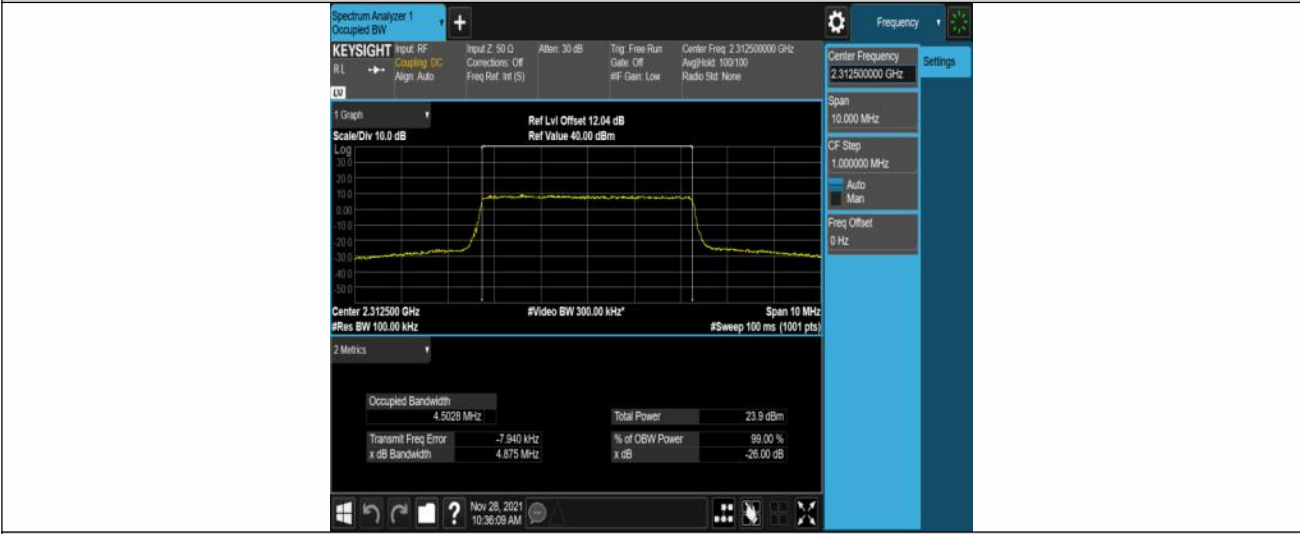 Spectrum Analyzer 1
Occupied BW
+
Frequency
KEYSIGHT
RL
LXI
Input: RF
Coupling: DC
Align: Auto
Input Z: 50 Ω
Corrections: Off
Freq Ref: Int (S)
Atten: 30 dB
Trig: Free Run
Gate: Off
#IF Gain: Low
Center Freq: 2.312500000 GHz
Avg|Hold: 100/100
Radio Std: None
Center Frequency
2.312500000 GHz
Settings
Span
10.000 MHz
CF Step
1.000000 MHz
Auto
Man
Freq Offset
0 Hz
1 Graph
Scale/Div 10.0 dB
Ref Lvl Offset 12.04 dB
Ref Value 40.00 dBm
Log
30.0
20.0
10.0
0.00
-10.0
-20.0
-30.0
-40.0
-50.0
Center 2.312500 GHz
#Res BW 100.00 kHz
#Video BW 300.00 kHz*
Span 10 MHz
#Sweep 100 ms (1001 pts)
2 Metrics
Occupied Bandwidth
4.5028 MHz
Total Power 23.9 dBm
Transmit Freq Error -7.940 kHz
% of OBW Power 99.00 %
x dB Bandwidth 4.875 MHz
x dB -26.00 dB
?
Nov 28, 2021
10:36:09 AM